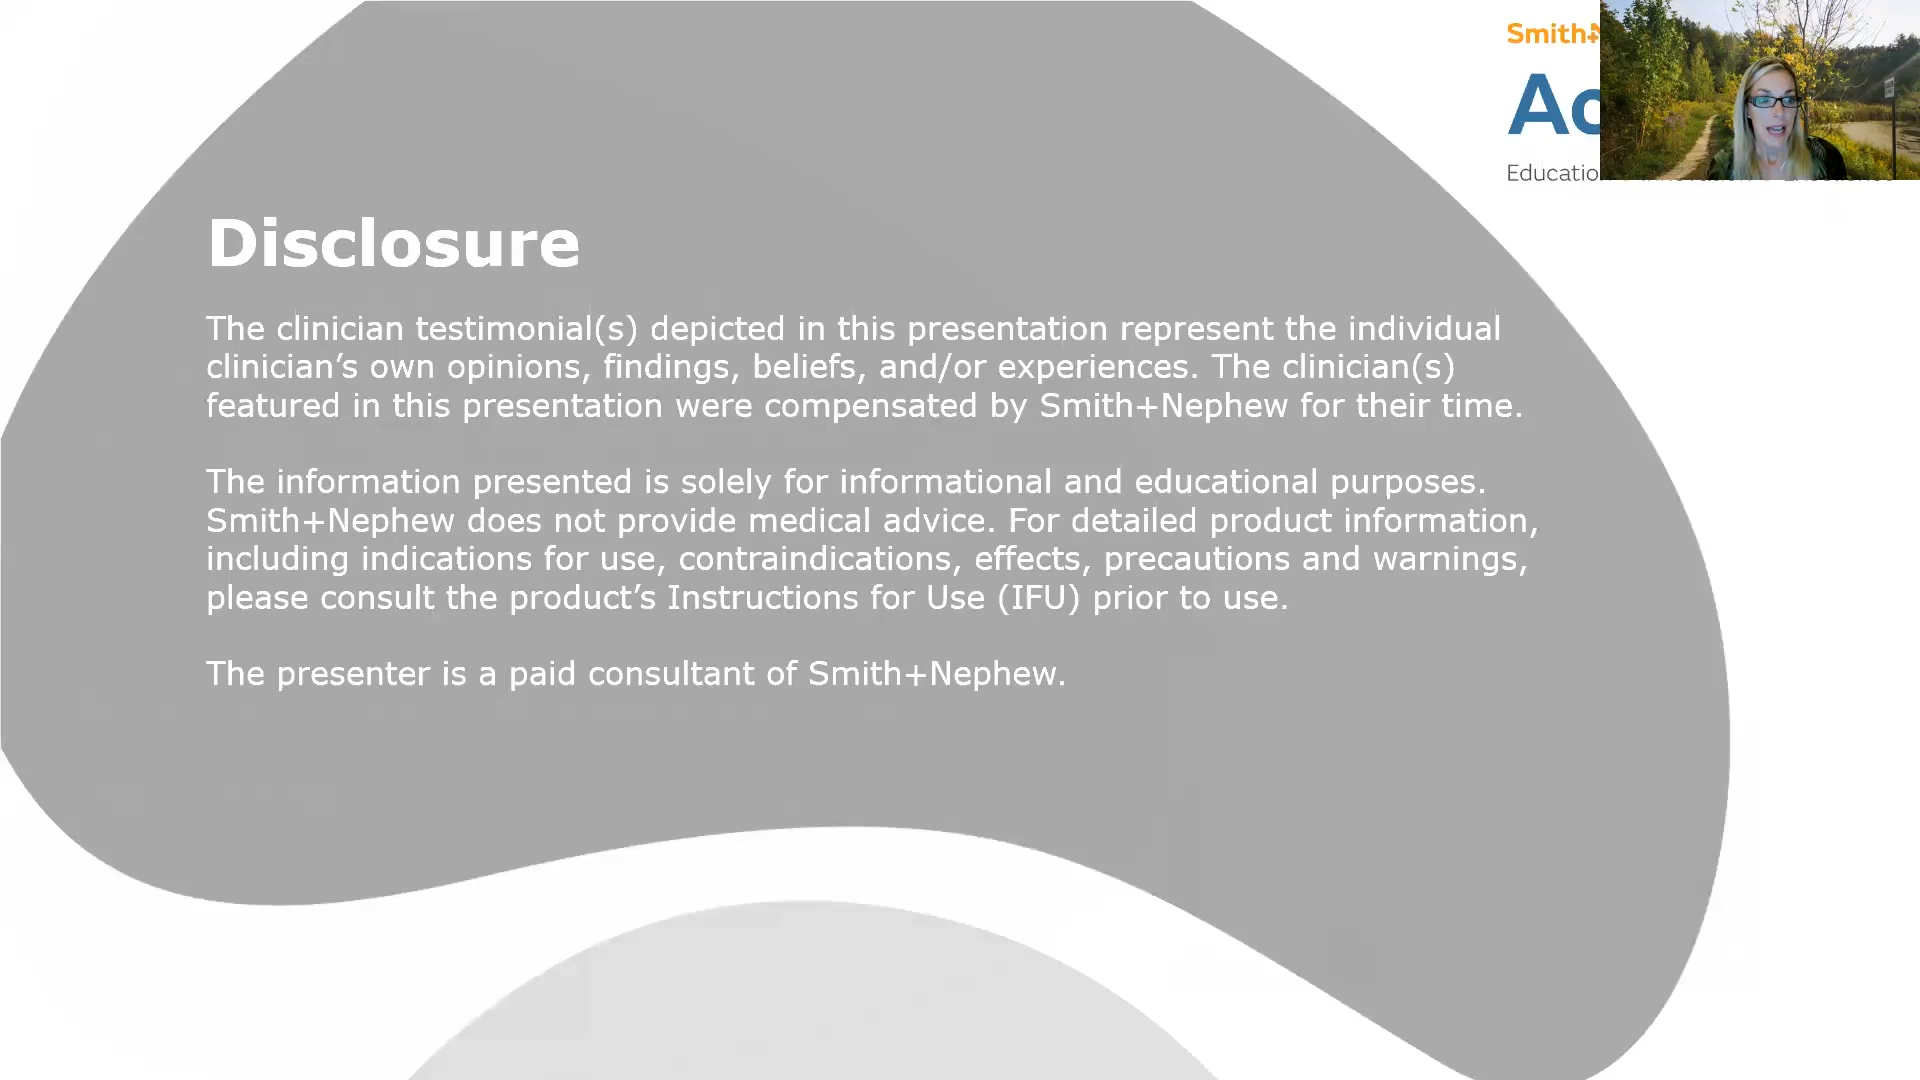 Smith+
Disclosure
The clinician testimonial(s) depicted in this presentation represent the individual
clinician’s own opinions, findings, beliefs, and/or experiences. The clinician(s)
featured in this presentation were compensated by Smith+Nephew for their time.
The information presented is solely for informational and educational purposes.
Smith+Nephew does not provide medical advice. For detailed product information,
including indications for use, contraindications, effects, precautions and warnings,
please consult the product’s Instructions for Use (IFU) prior to use.
The presenter is a paid consultant of Smith+Nephew.